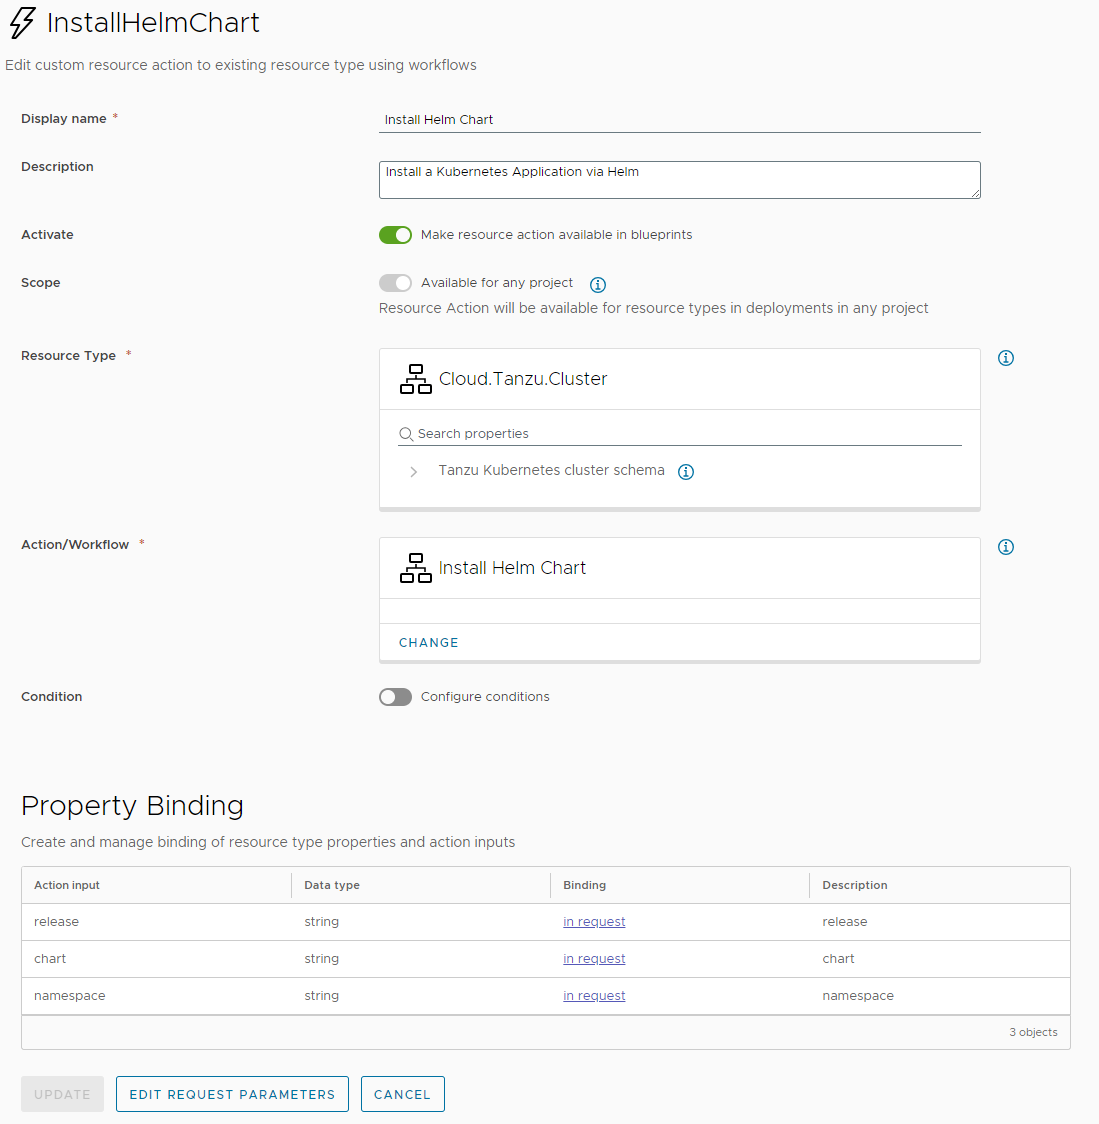 InstallHelmChart
Edit custom resource action to existing resource type using workflows
Display name *
Install Helm Chart
Description
Install a Kubernetes Application via Helm
Activate
Make resource action available in blueprints
Scope
Available for any project
Resource Action will be available for resource types in deployments in any project
Resource Type *
Cloud.Tanzu.Cluster
Search properties
Tanzu Kubernetes cluster schema
Action/Workflow *
Install Helm Chart
CHANGE
Condition
Configure conditions
Property Binding
Create and manage binding of resource type properties and action inputs
Action input Data type Binding Description
release string in request release
chart string in request chart
namespace string in request namespace
3 objects
UPDATE EDIT REQUEST PARAMETERS CANCEL